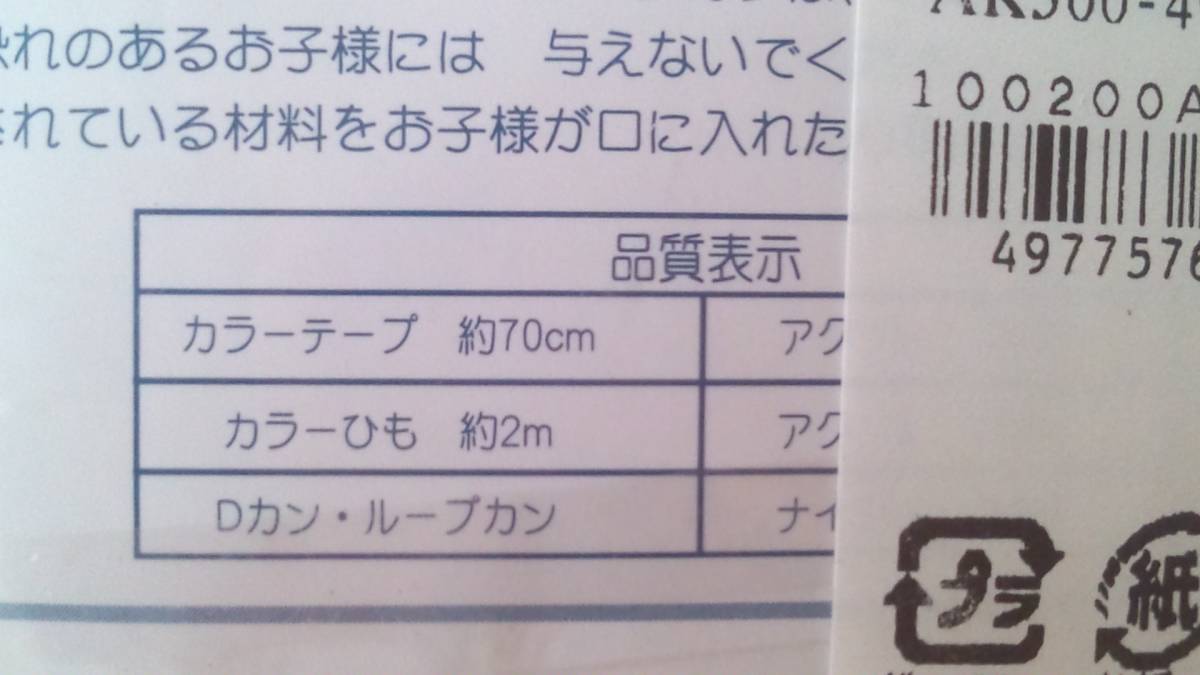 れのあるお子様には 与えないでく
れている材料をお子様が口に入れた
品質表示
カラーテープ 約70cm
アク
カラーひも 約2m
アク
Dカン・ループカン
ナイ
100200A
4977576
プラ
紙